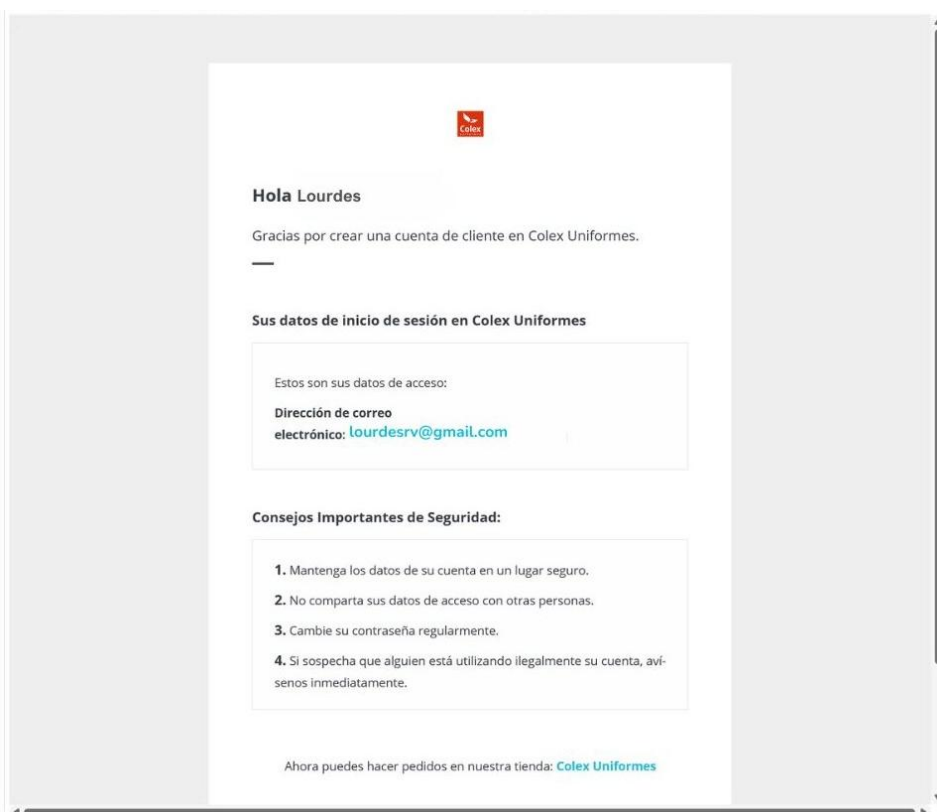 Colex
Hola Lourdes
Gracias por crear una cuenta de cliente en Colex Uniformes.
Sus datos de inicio de sesión en Colex Uniformes
Estos son sus datos de acceso:
Dirección de correo
electrónico: lourdesrv@gmail.com
Consejos Importantes de Seguridad:
1. Mantenga los datos de su cuenta en un lugar seguro.
2. No comparta sus datos de acceso con otras personas.
3. Cambie su contraseña regularmente.
4. Si sospecha que alguien está utilizando ilegalmente su cuenta, aví-
senos inmediatamente.
Ahora puedes hacer pedidos en nuestra tienda: Colex Uniformes